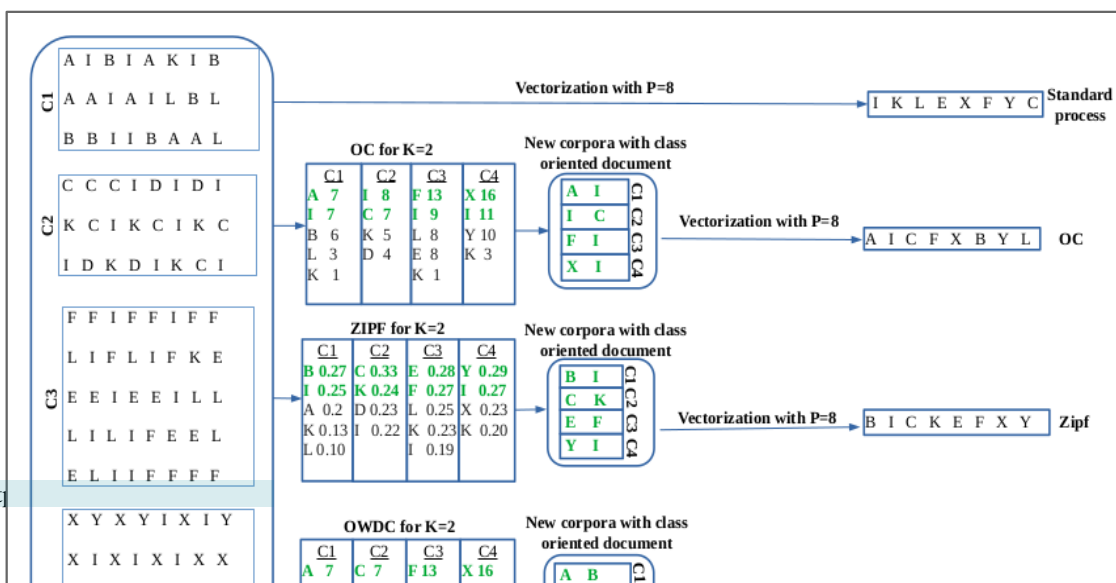 C1
A I B I A K I B
A A I A I L B L
B B I I B A A L
C2
C C C I D I D I
K C I K C I K C
I D K D I K C I
C3
F F I F F I F F
L I F L I F K E
E E I E E I L L
L I L I F E E L
E L I I F F F F
X Y X Y I X I Y
X I X I X I X X
Vectorization with P=8
I K L E X F Y C
Standard
process
OC for K=2
C1 C2 C3 C4
A 7 I 8 F 13 X 16
I 7 C 7 I 9 I 11
B 6 K 5 L 8 Y 10
L 3 D 4 E 8 K 3
K 1 K 1
New corpora with class
oriented document
A I C1
I C C2
F I C3
X I C4
Vectorization with P=8
A I C F X B Y L
OC
ZIPF for K=2
C1 C2 C3 C4
B 0.27 C 0.33 E 0.28 Y 0.29
I 0.25 K 0.24 F 0.27 I 0.27
A 0.2 D 0.23 L 0.25 X 0.23
K 0.13 I 0.22 K 0.23 K 0.20
L 0.10 I 0.19
New corpora with class
oriented document
B I C1
C K C2
E F C3
Y I C4
Vectorization with P=8
B I C K E F X Y
Zipf
OWDC for K=2
C1 C2 C3 C4
A 7 C 7 F 13 X 16
New corpora with class
oriented document
A B C1